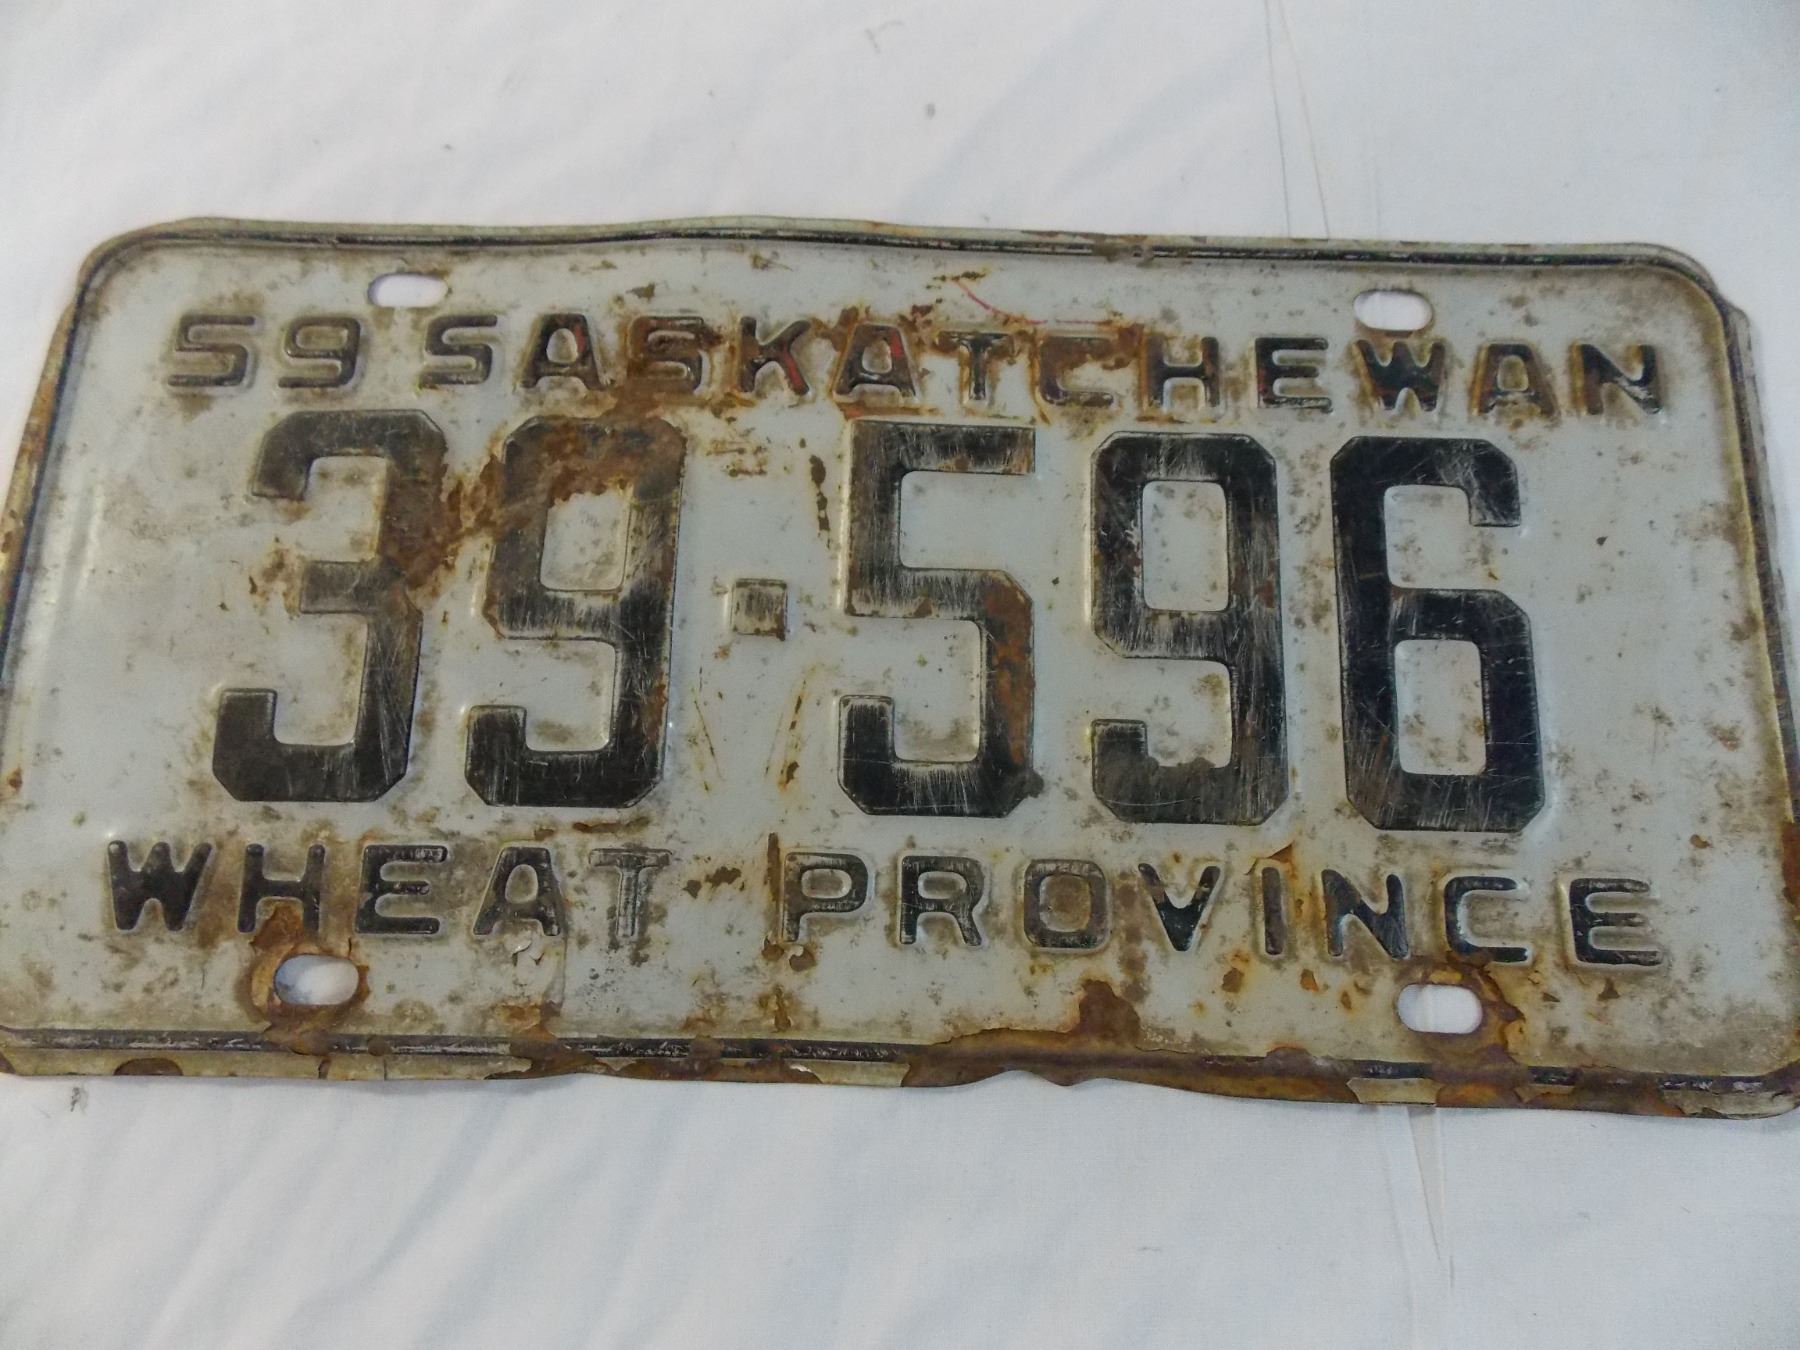 59 SASKATCHEWAN
39-596
WHEAT PROVINCE